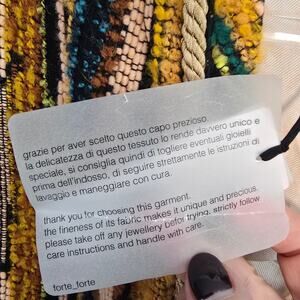 grazie per aver scelto questo capo prezioso.
la delicatezza di questo tessuto lo rende davvero unico e
speciale, si consiglia quindi di togliere eventuali gioielli
prima dell'indosso, di seguire strettamente le istruzioni di
lavaggio e maneggiare con cura.
thank you for choosing this garment.
the fineness of its fabric makes it unique and precious.
please take off any jewellery befor trying, strictly follow
care instructions and handle with care.
forte_forte